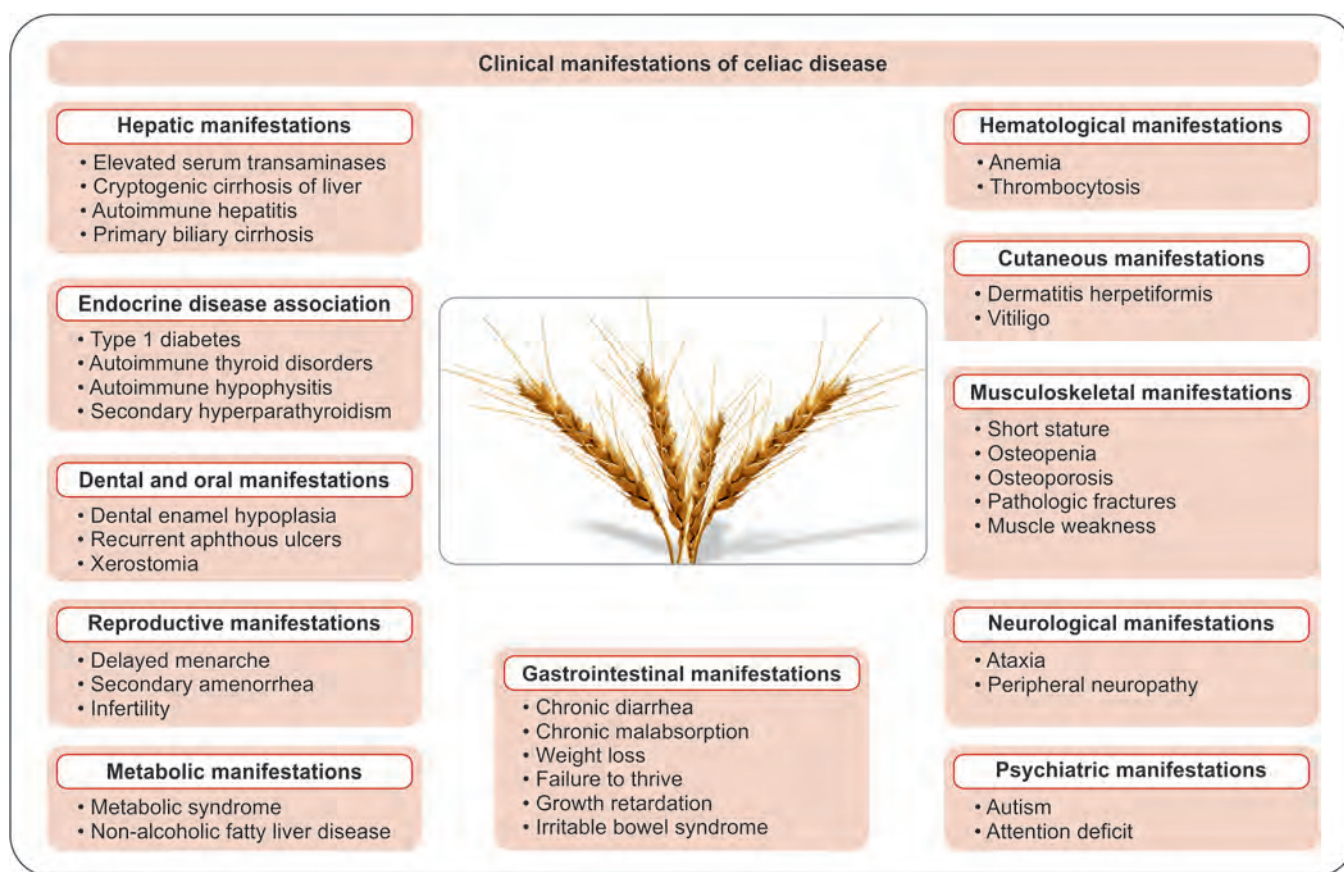 Clinical manifestations of celiac disease
Hepatic manifestations
• Elevated serum transaminases
• Cryptogenic cirrhosis of liver
• Autoimmune hepatitis
• Primary biliary cirrhosis
Endocrine disease association
• Type 1 diabetes
• Autoimmune thyroid disorders
• Autoimmune hypophysitis
• Secondary hyperparathyroidism
Dental and oral manifestations
• Dental enamel hypoplasia
• Recurrent aphthous ulcers
• Xerostomia
Reproductive manifestations
• Delayed menarche
• Secondary amenorrhea
• Infertility
Metabolic manifestations
• Metabolic syndrome
• Non-alcoholic fatty liver disease
Gastrointestinal manifestations
• Chronic diarrhea
• Chronic malabsorption
• Weight loss
• Failure to thrive
• Growth retardation
• Irritable bowel syndrome
Hematological manifestations
• Anemia
• Thrombocytosis
Cutaneous manifestations
• Dermatitis herpetiformis
• Vitiligo
Musculoskeletal manifestations
• Short stature
• Osteopenia
• Osteoporosis
• Pathologic fractures
• Muscle weakness
Neurological manifestations
• Ataxia
• Peripheral neuropathy
Psychiatric manifestations
• Autism
• Attention deficit